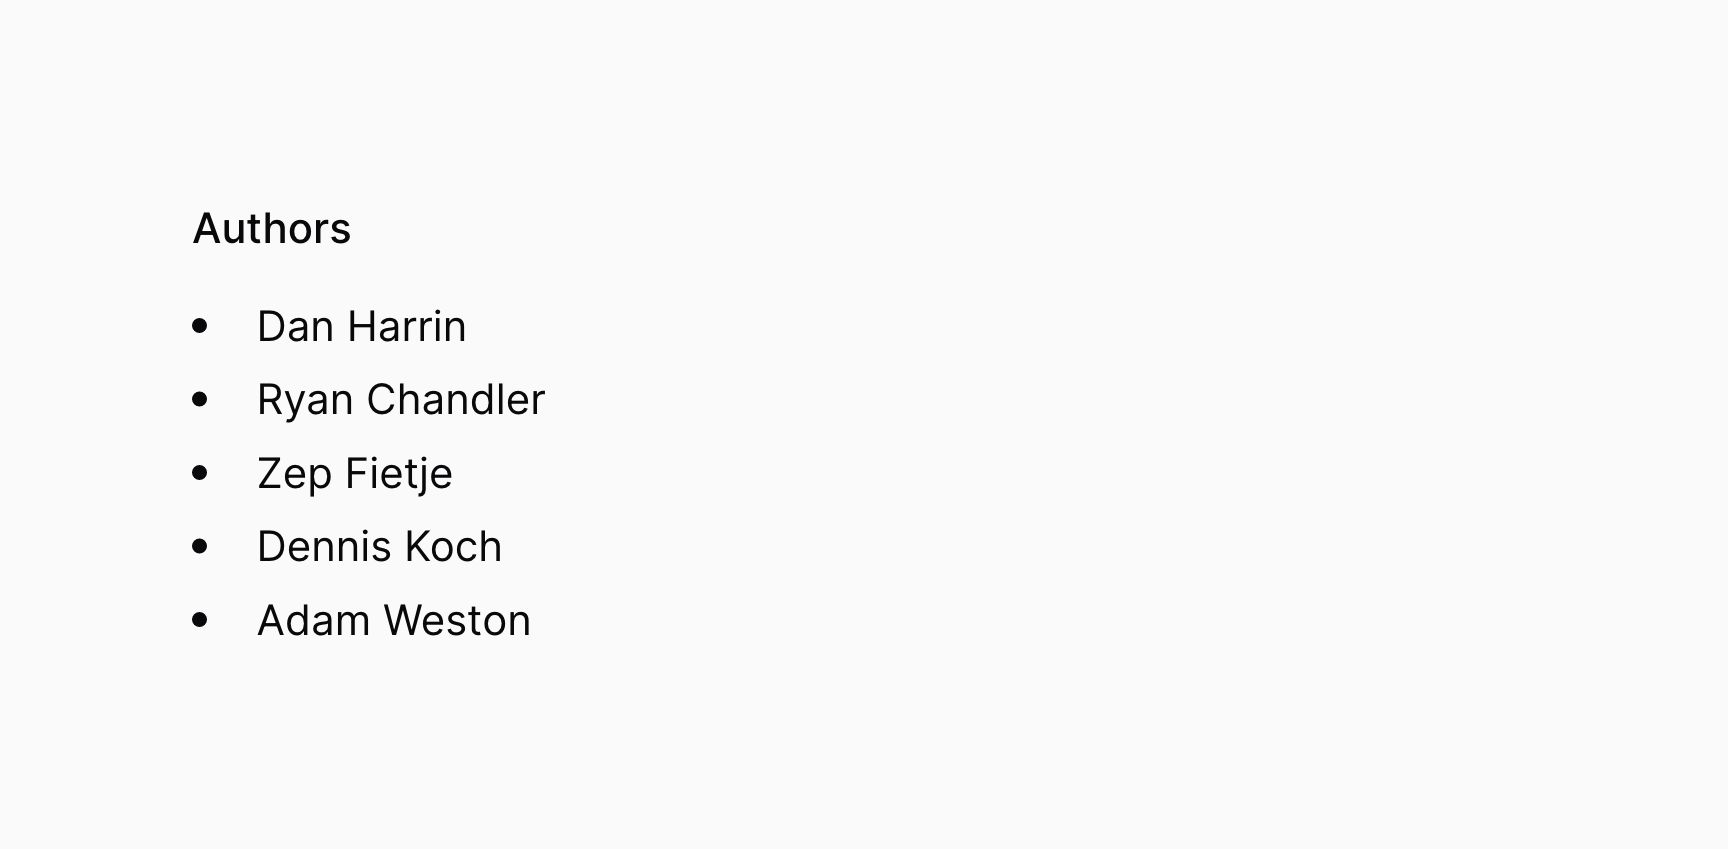 Authors
• Dan Harrin
• Ryan Chandler
• Zep Fietje
• Dennis Koch
• Adam Weston